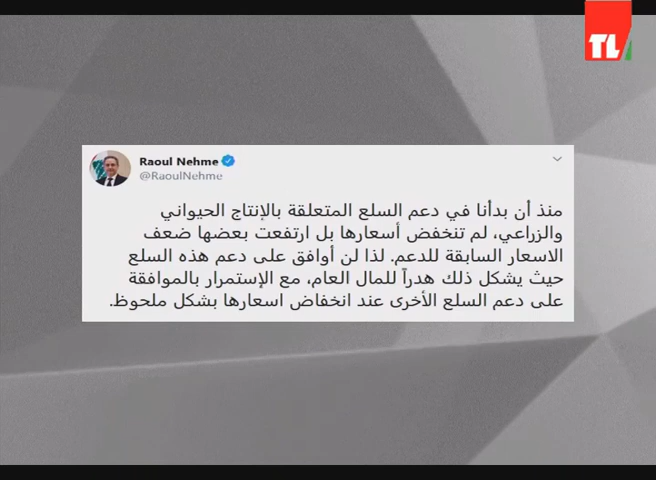 TL
Raoul Nehme
@RaoulNehme
منذ أن بدأنا في دعم السلع المتعلقة بالإنتاج الحيواني
والزراعي، لم تنخفض أسعارها بل ارتفعت بعضها ضعف
الاسعار السابقة للدعم. لذا لن أوافق على دعم هذه السلع
حيث يشكل ذلك هدراً للمال العام، مع الإستمرار بالموافقة
على دعم السلع الأخرى عند انخفاض اسعارها بشكل ملحوظ.